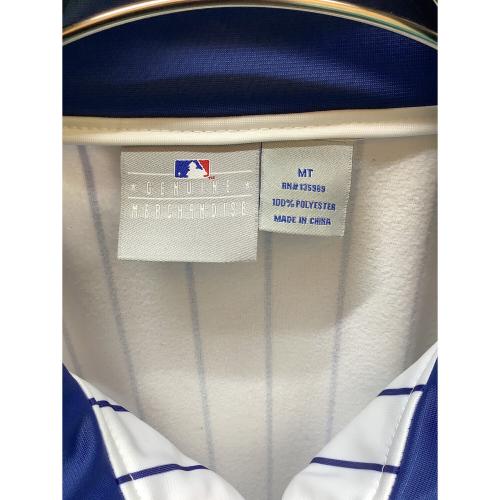 GENUINE
MERCHANDISE
MT
RN# 135989
100% POLYESTER
MADE IN CHINA